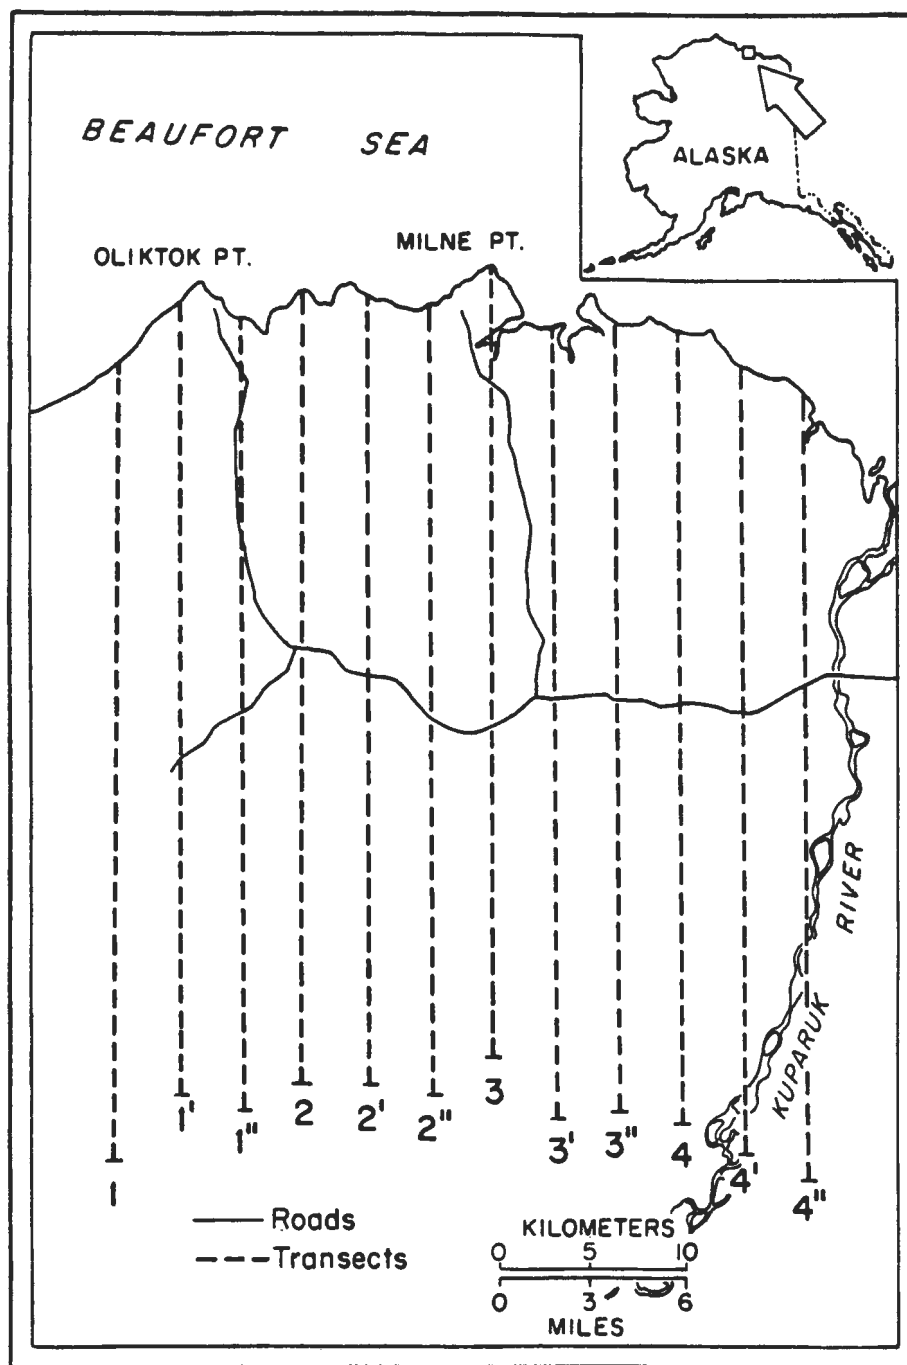 BEAUFORT SEA
ALASKA
OLIKTOK PT.
MILNE PT.
RIVER
KUPARUK
1
1'
1"
2
2'
2"
3
3'
3"
4
4'
4"
Roads
Transects
KILOMETERS
0 5 10
0 3 6
MILES